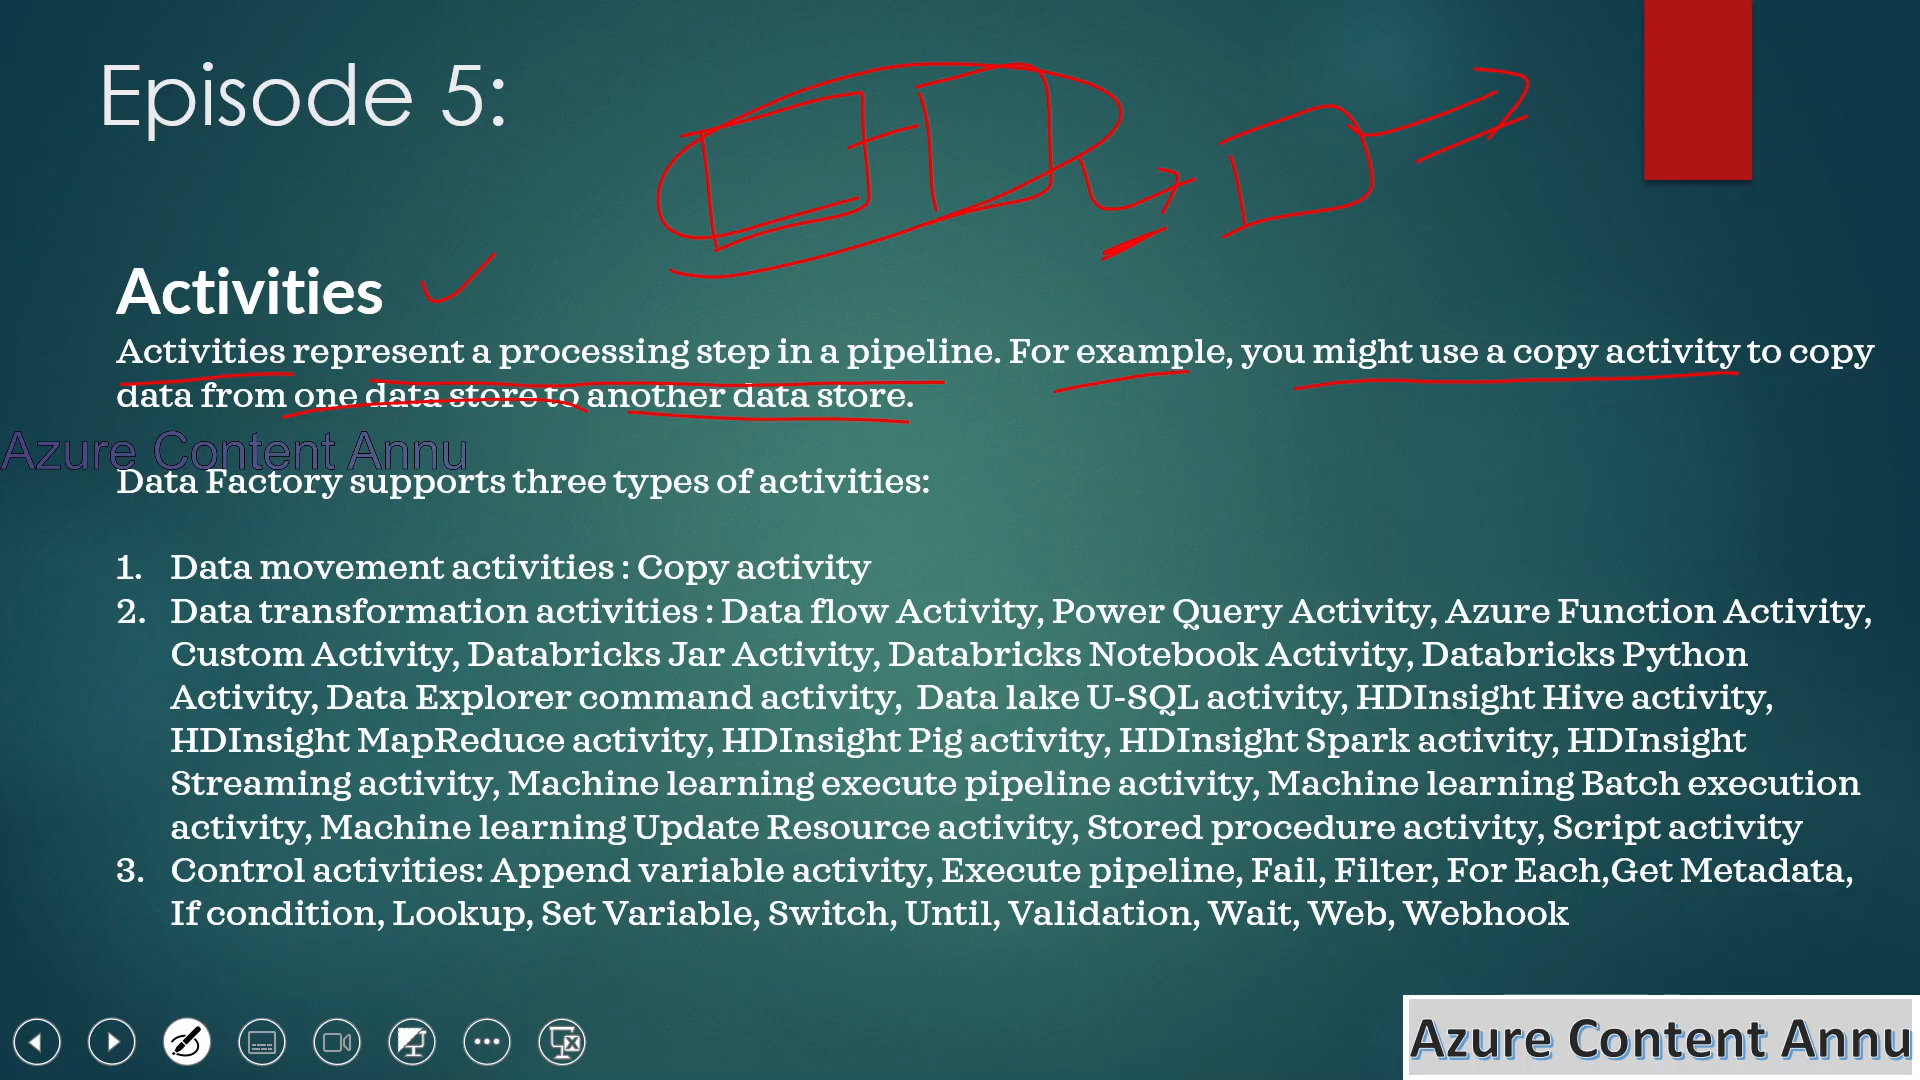 Episode 5:
Activities
Activities represent a processing step in a pipeline. For example, you might use a copy activity to copy
data from one data store to another data store.
Azure Content Annu
Data Factory supports three types of activities:
1. Data movement activities : Copy activity
2. Data transformation activities : Data flow Activity, Power Query Activity, Azure Function Activity,
Custom Activity, Databricks Jar Activity, Databricks Notebook Activity, Databricks Python
Activity, Data Explorer command activity, Data lake U-SQL activity, HDInsight Hive activity,
HDInsight MapReduce activity, HDInsight Pig activity, HDInsight Spark activity, HDInsight
Streaming activity, Machine learning execute pipeline activity, Machine learning Batch execution
activity, Machine learning Update Resource activity, Stored procedure activity, Script activity
3. Control activities: Append variable activity, Execute pipeline, Fail, Filter, For Each,Get Metadata,
If condition, Lookup, Set Variable, Switch, Until, Validation, Wait, Web, Webhook
Azure Content Annu